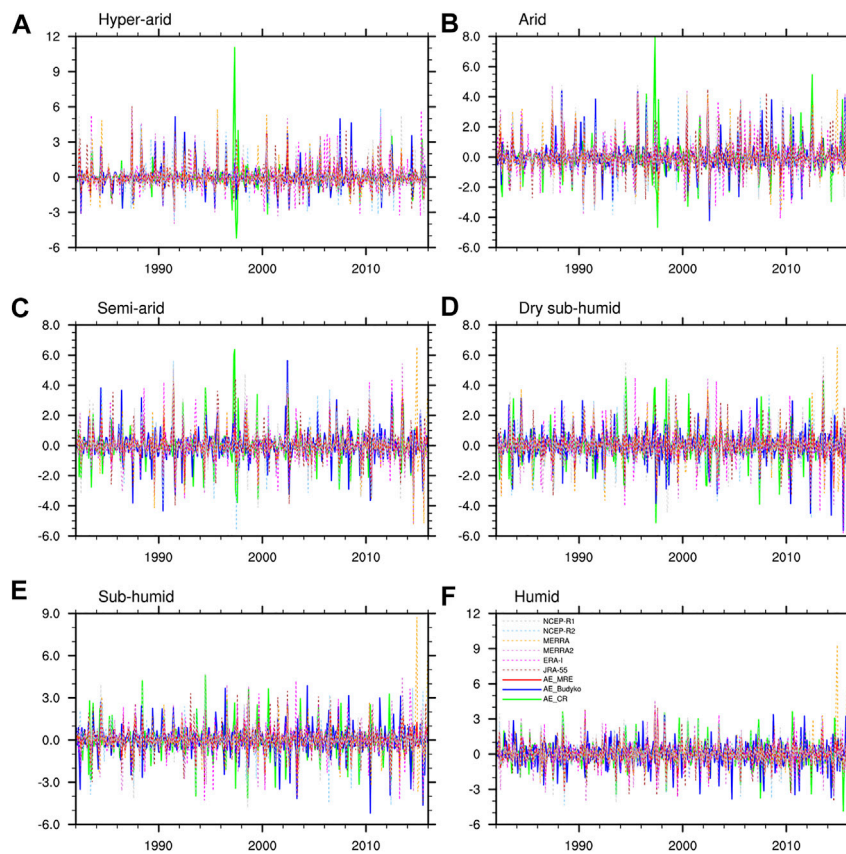 A Hyper-arid
12
9
6
3
0
-3
-6
1990 2000 2010
B Arid
8.0
6.0
4.0
2.0
0.0
-2.0
-4.0
-6.0
1990 2000 2010
C Semi-arid
8.0
6.0
4.0
2.0
0.0
-2.0
-4.0
-6.0
1990 2000 2010
D Dry sub-humid
8.0
6.0
4.0
2.0
0.0
-2.0
-4.0
-6.0
1990 2000 2010
E Sub-humid
9.0
6.0
3.0
0.0
-3.0
-6.0
1990 2000 2010
F Humid
12
9
6
3
0
-3
-6
NCEP-R1
NCEP-R2
MERRA
MERRA2
ERA-I
JRA-55
AE_MRE
AE_Budyko
AE_CR
1990 2000 2010